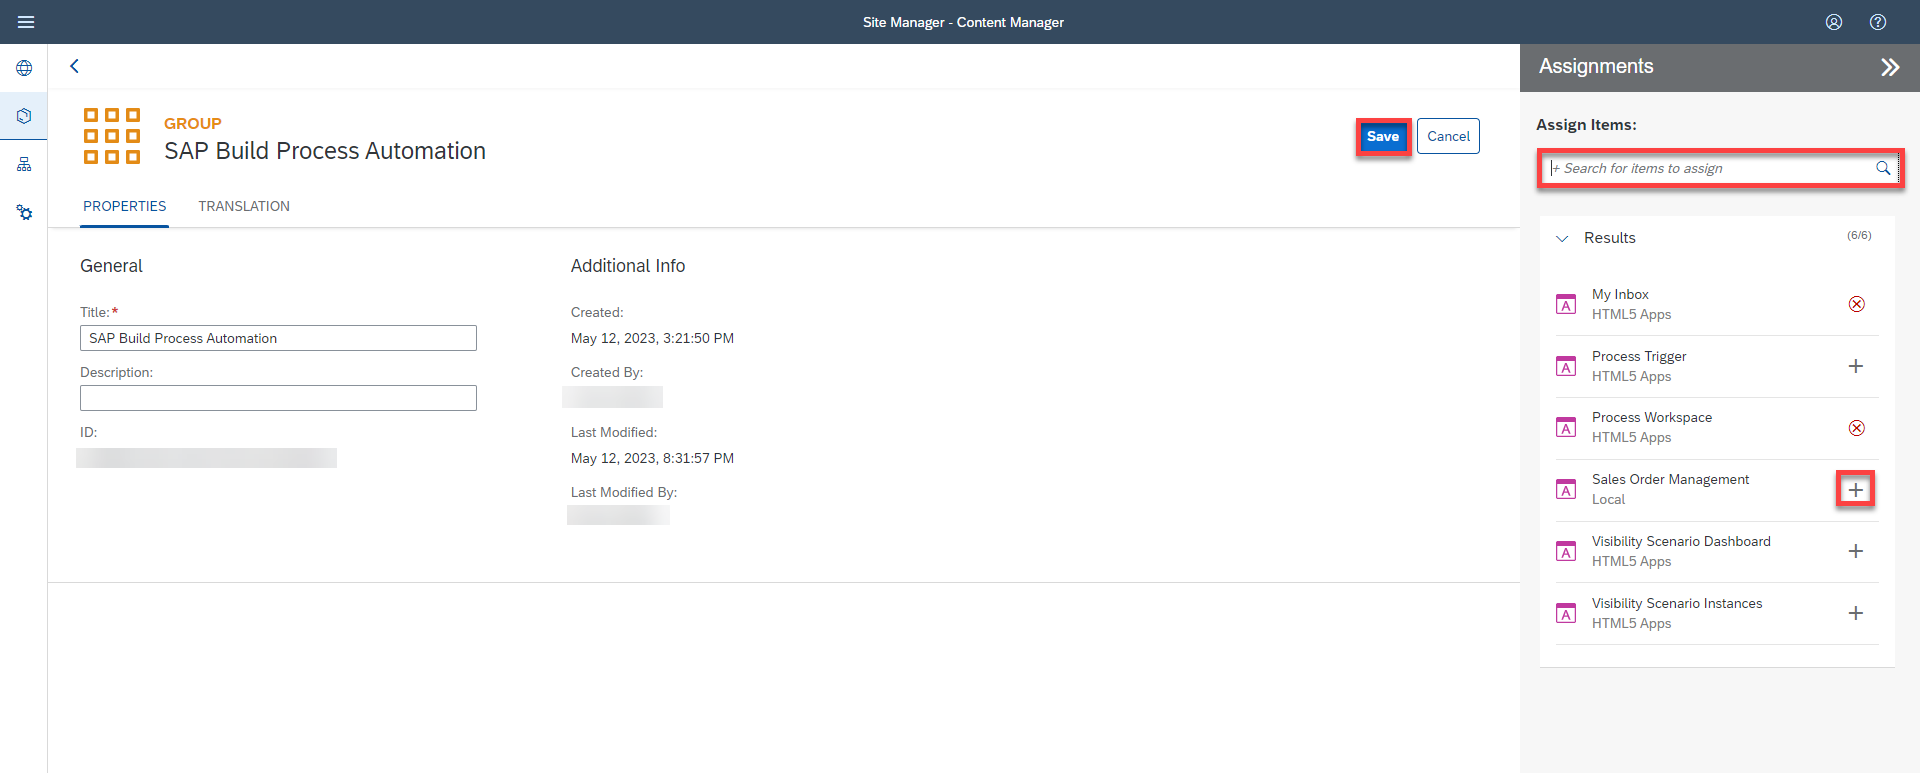 Site Manager - Content Manager
GROUP
SAP Build Process Automation
Save
Cancel
PROPERTIES
TRANSLATION
General
Title:*
SAP Build Process Automation
Description:
ID:
Additional Info
Created:
May 12, 2023, 3:21:50 PM
Created By:
Last Modified:
May 12, 2023, 8:31:57 PM
Last Modified By:
Assignments
Assign Items:
+ Search for items to assign
Results
(6/6)
My Inbox
HTML5 Apps
Process Trigger
HTML5 Apps
Process Workspace
HTML5 Apps
Sales Order Management
Local
Visibility Scenario Dashboard
HTML5 Apps
Visibility Scenario Instances
HTML5 Apps